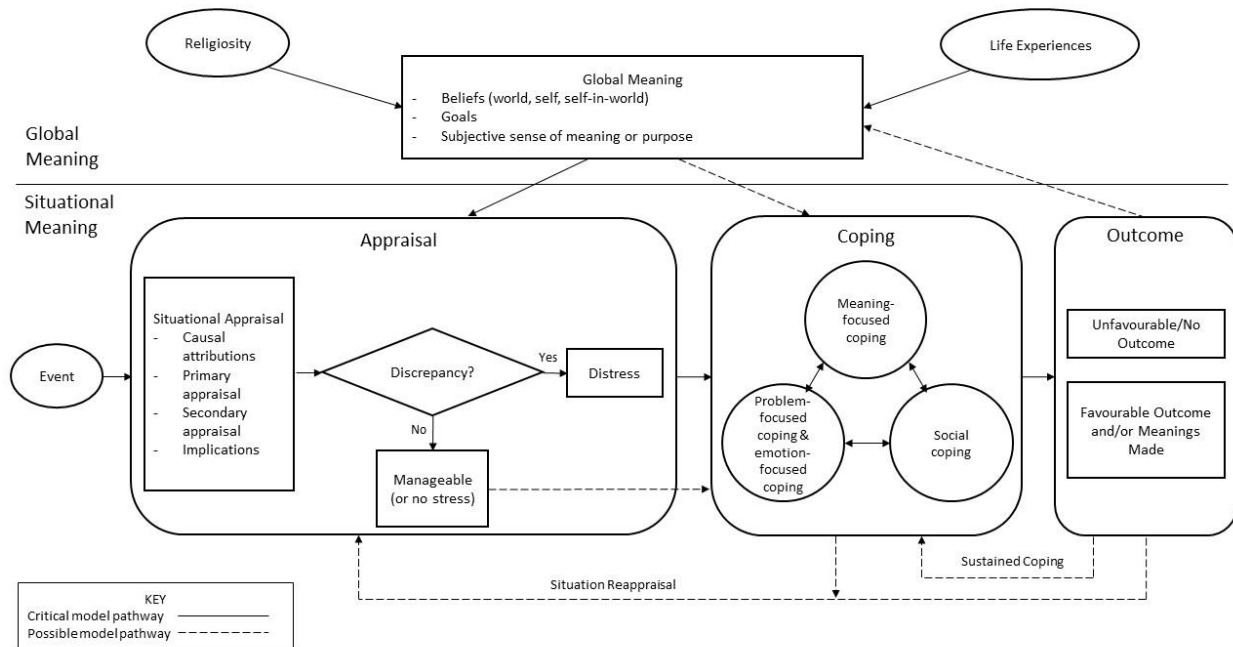 Religiosity
Life Experiences
Global Meaning
- Beliefs (world, self, self-in-world)
- Goals
- Subjective sense of meaning or purpose
Global
Meaning
Situational
Meaning
Appraisal
Coping
Outcome
Event
Situational Appraisal
- Causal
attributions
- Primary
appraisal
- Secondary
appraisal
- Implications
Discrepancy?
Yes
Distress
No
Manageable
(or no stress)
Meaning-
focused
coping
Problem-
focused
coping &
emotion-
focused
coping
Social
coping
Unfavourable/No
Outcome
Favourable Outcome
and/or Meanings
Made
Sustained Coping
Situation Reappraisal
KEY
Critical model pathway
Possible model pathway